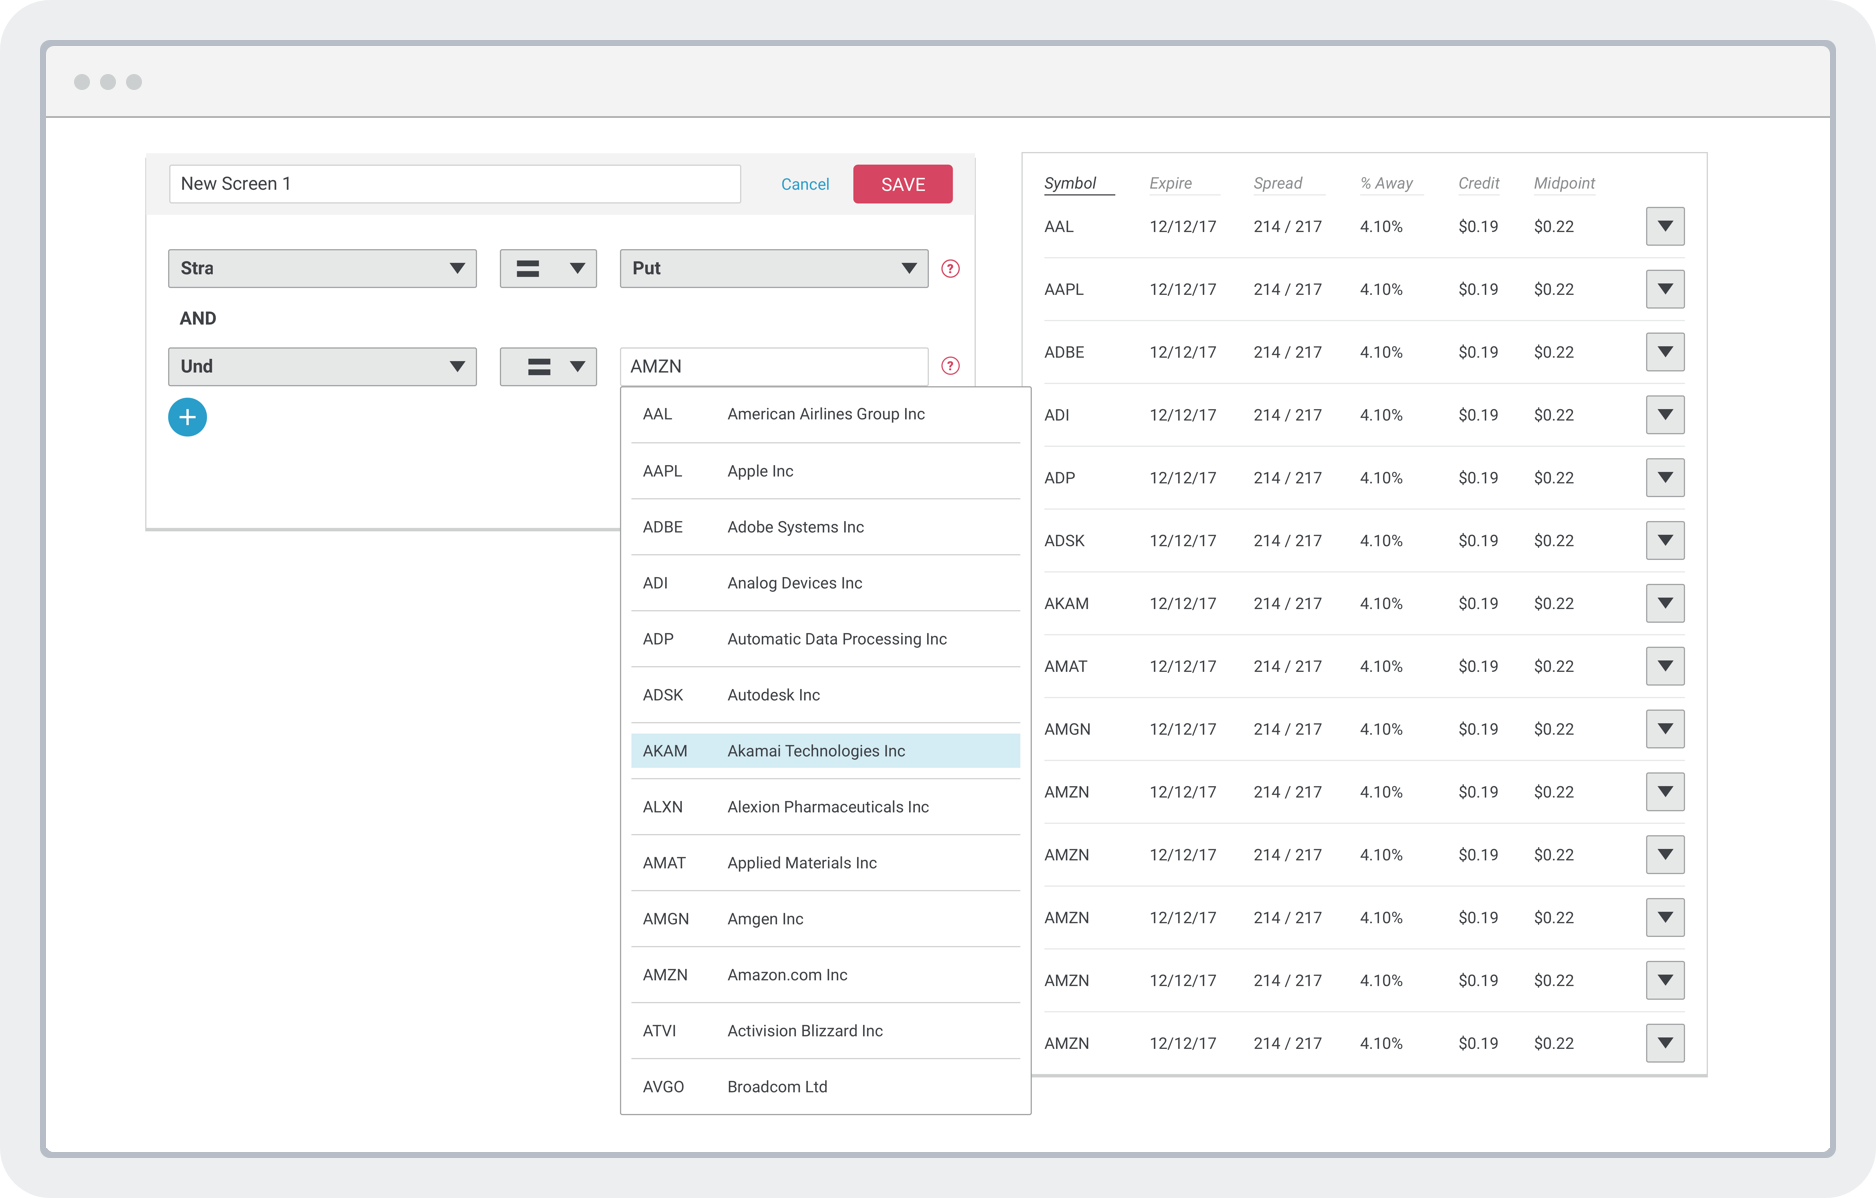 New Screen 1
Cancel
SAVE
Stra
Put
?
AND
Und
AMZN
?
AAL American Airlines Group Inc
AAPL Apple Inc
ADBE Adobe Systems Inc
ADI Analog Devices Inc
ADP Automatic Data Processing Inc
ADSK Autodesk Inc
AKAM Akamai Technologies Inc
ALXN Alexion Pharmaceuticals Inc
AMAT Applied Materials Inc
AMGN Amgen Inc
AMZN Amazon.com Inc
ATVI Activision Blizzard Inc
AVGO Broadcom Ltd
Symbol Expire Spread % Away Credit Midpoint
AAL 12/12/17 214 / 217 4.10% $0.19 $0.22
AAPL 12/12/17 214 / 217 4.10% $0.19 $0.22
ADBE 12/12/17 214 / 217 4.10% $0.19 $0.22
ADI 12/12/17 214 / 217 4.10% $0.19 $0.22
ADP 12/12/17 214 / 217 4.10% $0.19 $0.22
ADSK 12/12/17 214 / 217 4.10% $0.19 $0.22
AKAM 12/12/17 214 / 217 4.10% $0.19 $0.22
AMAT 12/12/17 214 / 217 4.10% $0.19 $0.22
AMGN 12/12/17 214 / 217 4.10% $0.19 $0.22
AMZN 12/12/17 214 / 217 4.10% $0.19 $0.22
AMZN 12/12/17 214 / 217 4.10% $0.19 $0.22
AMZN 12/12/17 214 / 217 4.10% $0.19 $0.22
AMZN 12/12/17 214 / 217 4.10% $0.19 $0.22
AMZN 12/12/17 214 / 217 4.10% $0.19 $0.22